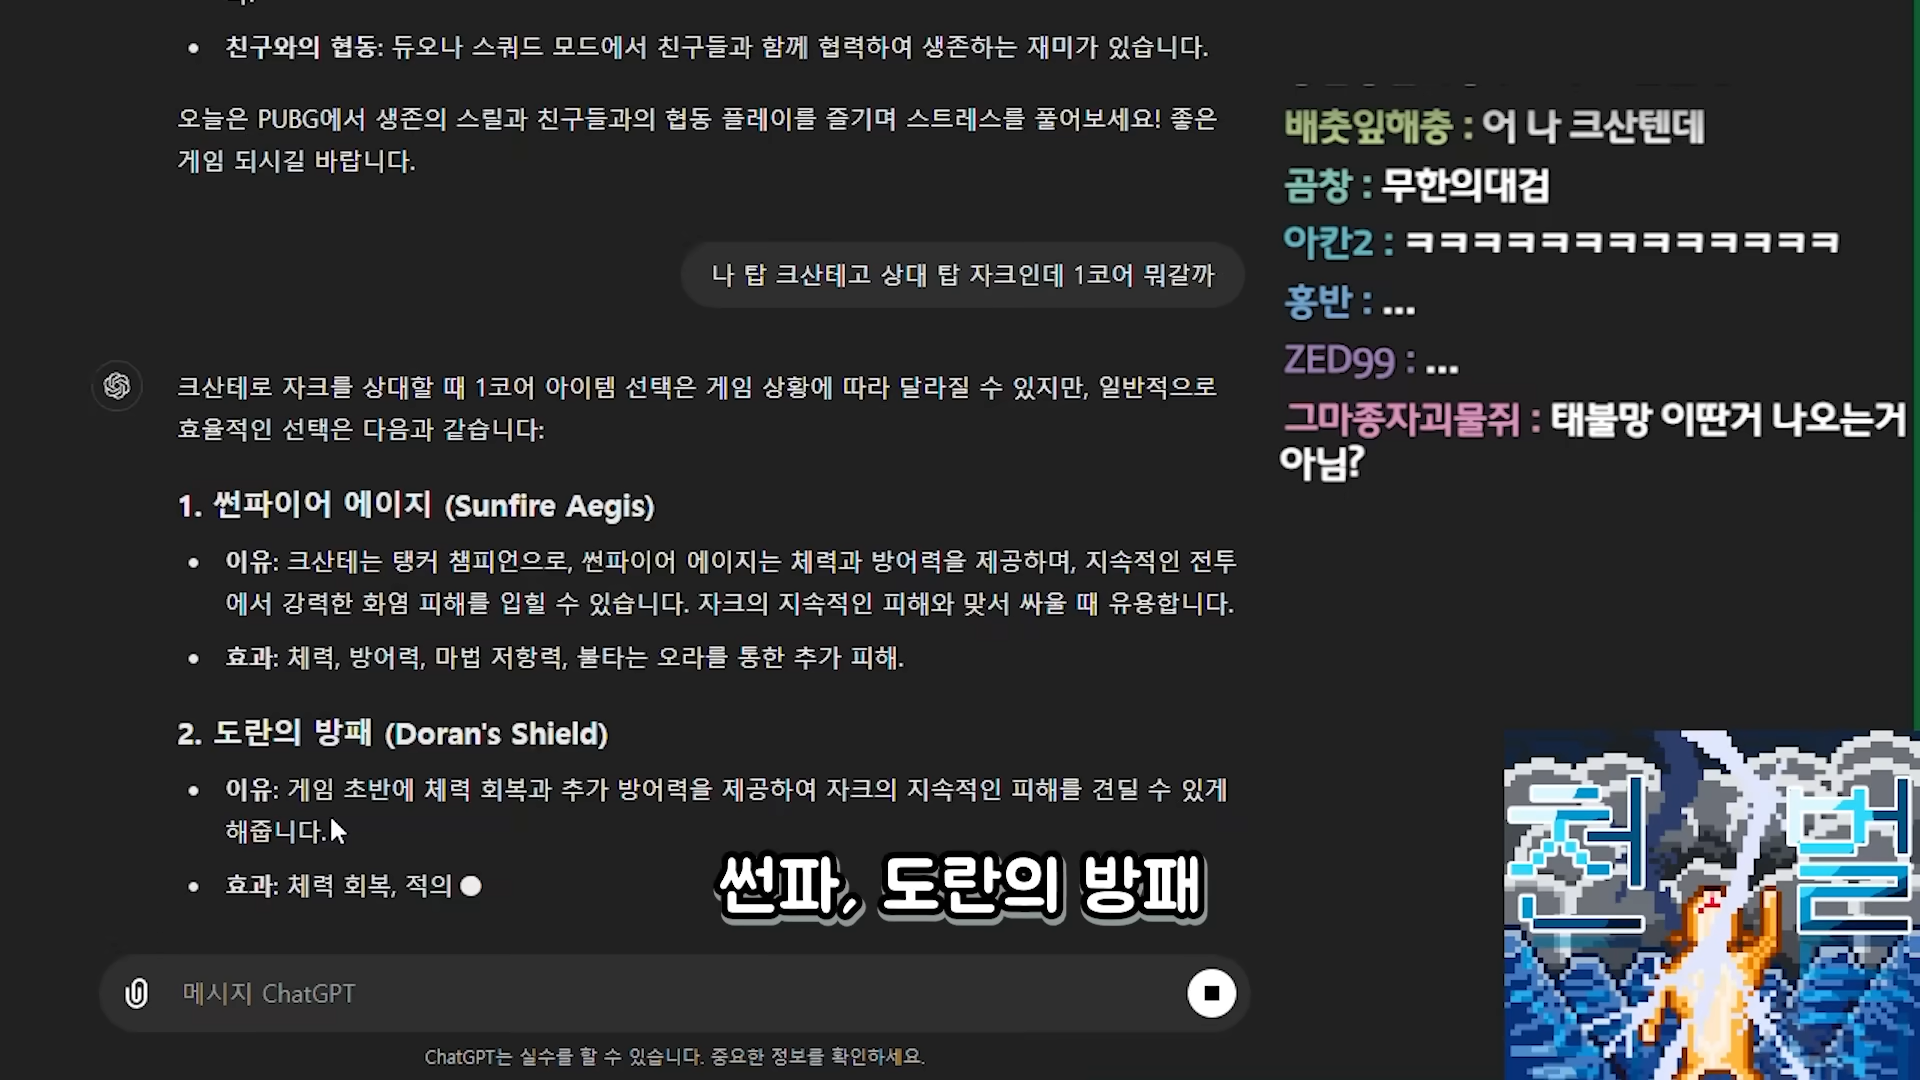 친구와의 협동: 듀오나 스쿼드 모드에서 친구들과 함께 협력하여 생존하는 재미가 있습니다.
오늘은 PUBG에서 생존의 스릴과 친구들과의 협동 플레이를 즐기며 스트레스를 풀어보세요! 좋은
게임 되시길 바랍니다.
나 탑 크산테고 상대 탑 자크인데 1코어 뭐갈까
크산테로 자크를 상대할 때 1코어 아이템 선택은 게임 상황에 따라 달라질 수 있지만, 일반적으로
효율적인 선택은 다음과 같습니다:
1. 썬파이어 에이지 (Sunfire Aegis)
이유: 크산테는 탱커 챔피언으로, 썬파이어 에이지는 체력과 방어력을 제공하며, 지속적인 전투
에서 강력한 화염 피해를 입힐 수 있습니다. 자크의 지속적인 피해와 맞서 싸울 때 유용합니다.
효과: 체력, 방어력, 마법 저항력, 불타는 오라를 통한 추가 피해.
2. 도란의 방패 (Doran's Shield)
이유: 게임 초반에 체력 회복과 추가 방어력을 제공하여 자크의 지속적인 피해를 견딜 수 있게
해줍니다.
효과: 체력 회복, 적의
썬파, 도란의 방패
메시지 ChatGPT
ChatGPT는 실수를 할 수 있습니다. 중요한 정보를 확인하세요.
배춧잎해충 : 어 나 크산텐데
곰창 : 무한의대검
아칸2 : ㅋㅋㅋㅋㅋㅋㅋㅋㅋㅋㅋㅋㅋ
홍반 : ...
ZED99 : ...
그마종자괴물쥐 : 태불망 이딴거 나오는거
아님?
천벌